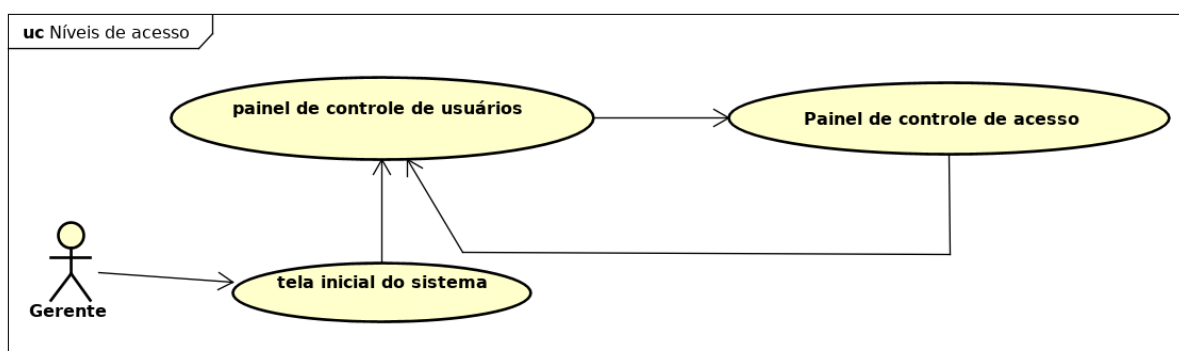 uc Níveis de acesso
painel de controle de usuários
Painel de controle de acesso
tela inicial do sistema
Gerente